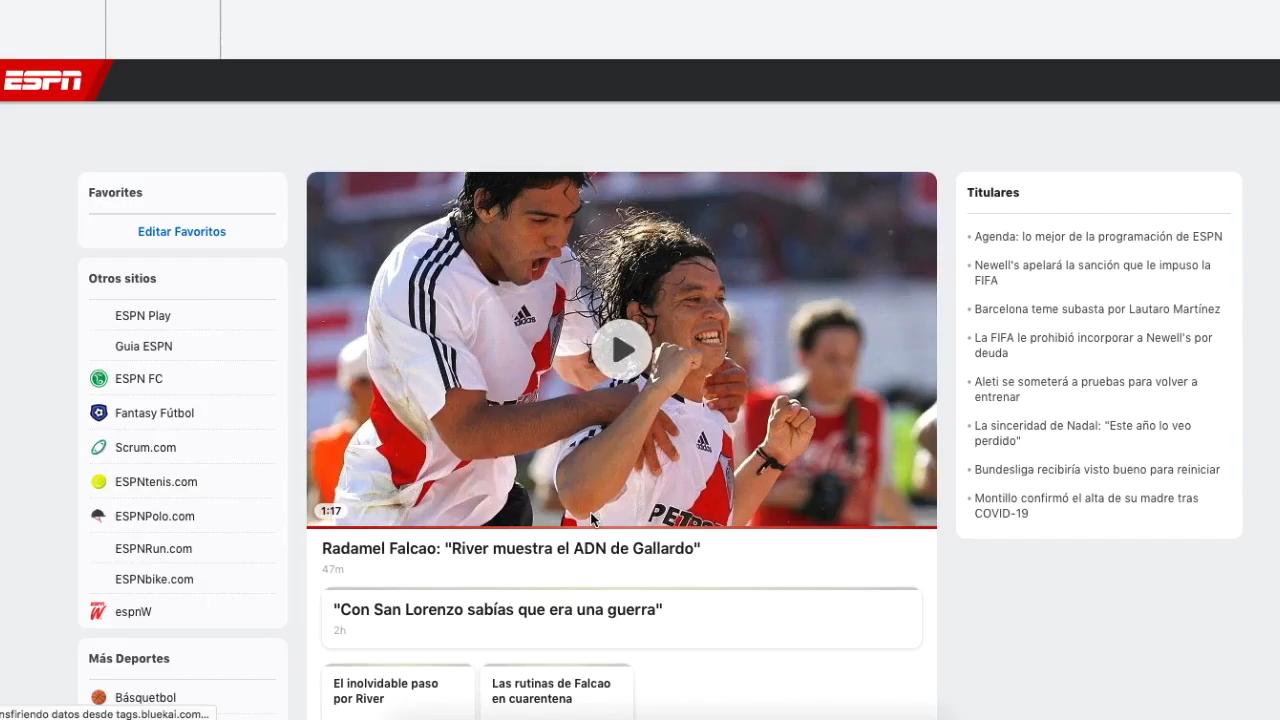 ESPN
Favorites
Editar Favoritos
Otros sitios
ESPN Play
Guia ESPN
ESPN FC
Fantasy Fútbol
Scrum.com
ESPNtenis.com
ESPNPolo.com
ESPNRun.com
ESPNbike.com
espnW
Más Deportes
Básquetbol
nsfiriendo datos desde tags.bluekai.com...
adidas
adidas
PETRO
1:17
Radamel Falcao: "River muestra el ADN de Gallardo"
47m
"Con San Lorenzo sabías que era una guerra"
2h
El inolvidable paso
por River
Las rutinas de Falcao
en cuarentena
Titulares
• Agenda: lo mejor de la programación de ESPN
• Newell's apelará la sanción que le impuso la
FIFA
• Barcelona teme subasta por Lautaro Martínez
• La FIFA le prohibió incorporar a Newell's por
deuda
• Aleti se someterá a pruebas para volver a
entrenar
• La sinceridad de Nadal: "Este año lo veo
perdido"
• Bundesliga recibiría visto bueno para reiniciar
• Montillo confirmó el alta de su madre tras
COVID-19